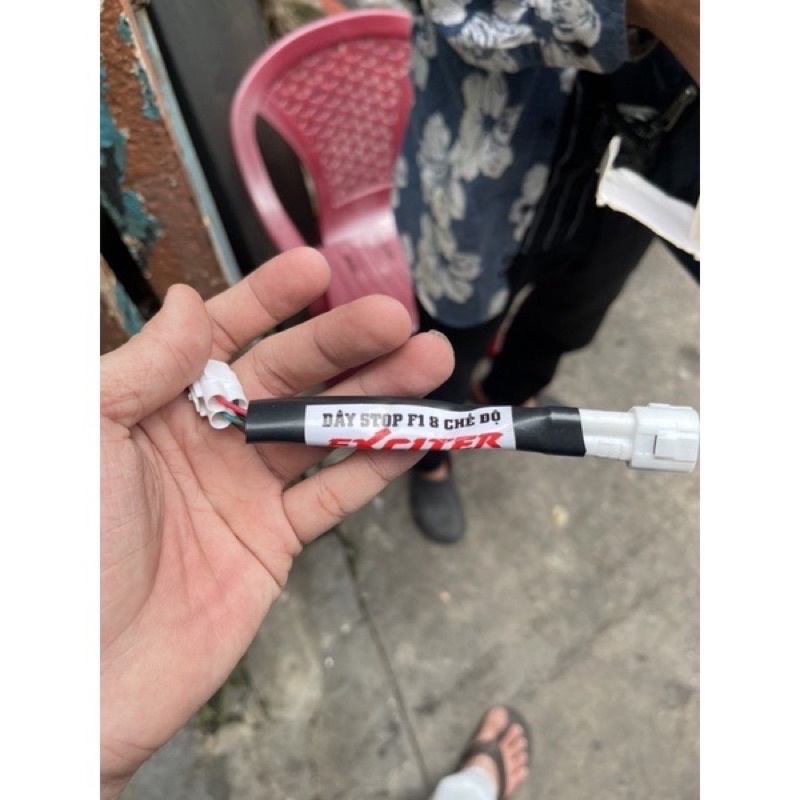 DÂY STOP F1 8 CHẾ ĐỘ
EXCITER